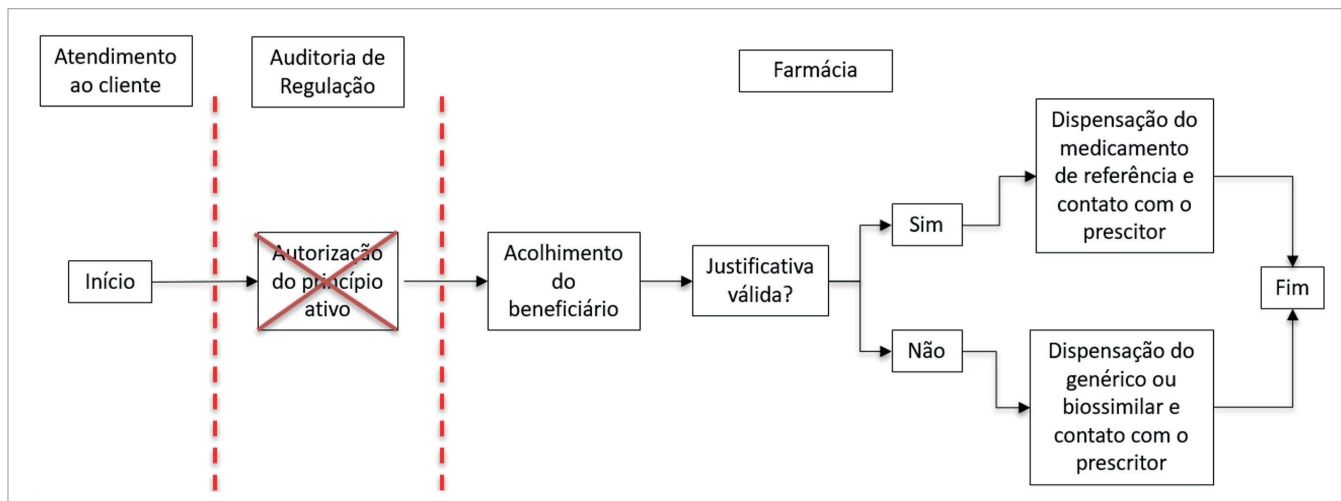 Atendimento
ao cliente
Auditoria de
Regulação
Farmácia
Início
Autorização
do princípio
ativo
Acolhimento
do
beneficiário
Justificativa
válida?
Sim
Não
Dispensação do
medicamento
de referência e
contato com o
prescitor
Dispensação do
genérico ou
biossimilar e
contato com o
prescritor
Fim